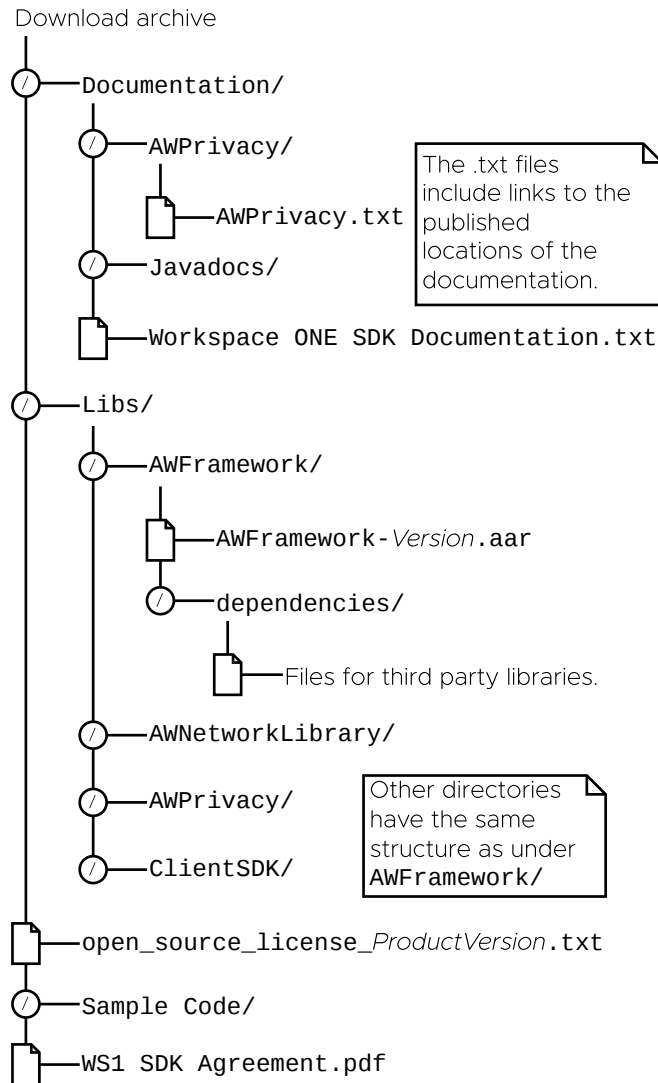 Download archive
Documentation/
AWPrivacy/
AWPrivacy.txt
The .txt files
include links to the
published
locations of the
documentation.
Javadocs/
Workspace ONE SDK Documentation.txt
Libs/
AWFramework/
AWFramework-Version.aar
dependencies/
Files for third party libraries.
AWNetworkLibrary/
AWPrivacy/
ClientSDK/
Other directories
have the same
structure as under
AWFramework/
open_source_license_ProductVersion.txt
Sample Code/
WS1 SDK Agreement.pdf